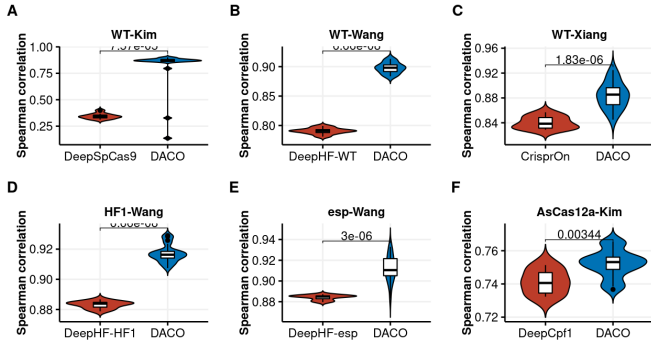 A
WT-Kim
Spearman correlation
1.00
0.75
0.50
0.25
DeepSpCas9 DACO
B
WT-Wang
Spearman correlation
0.90
0.85
0.80
DeepHF-WT DACO
C
WT-Xiang
Spearman correlation
0.96
0.92
0.88
0.84
1.83e-06
CrisprOn DACO
D
HF1-Wang
Spearman correlation
0.92
0.90
0.88
DeepHF-HF1 DACO
E
esp-Wang
Spearman correlation
0.94
0.92
0.90
0.88
3e-06
DeepHF-esp DACO
F
AsCas12a-Kim
Spearman correlation
0.76
0.74
0.72
0.00344
DeepCpf1 DACO